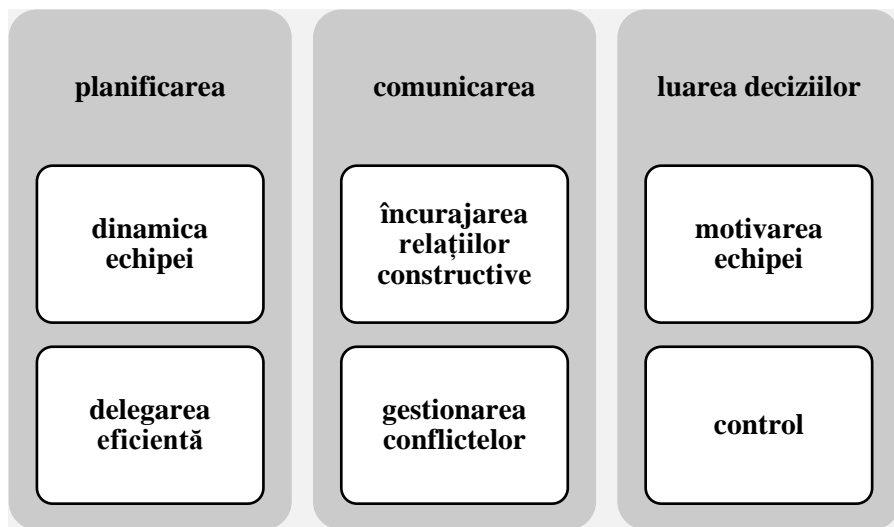 planificarea
dinamica
echipei
delegarea
eficientă
comunicarea
încurajarea
relațiilor
constructive
gestionarea
conflictelor
luarea deciziilor
motivarea
echipei
control